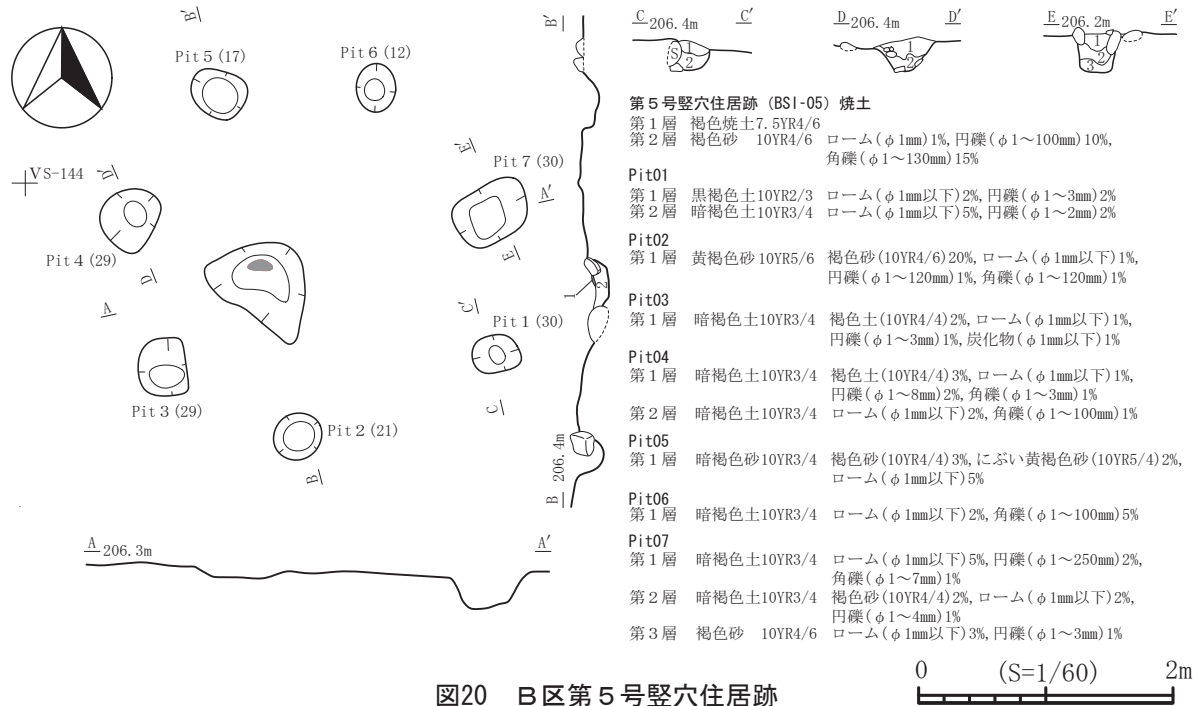 B′
B′
Pit 5 (17)
Pit 6 (12)
VS-144
D′
E′
Pit 7 (30)
A′
Pit 4 (29)
D
A
E
C′
Pit 1 (30)
Pit 3 (29)
C
Pit 2 (21)
B
1
2
206.4m
B
A 206.3m
A′
C 206.4m
C′
S
1
2
D 206.4m
D′
1
2
E 206.2m
E′
1
2
3
第5号竪穴住居跡 (BSI-05) 焼土
第1層 褐色焼土7.5YR4/6
第2層 褐色砂 10YR4/6 ローム(φ1mm)1%,円礫(φ1～100mm)10%,
角礫(φ1～130mm)15%
Pit01
第1層 黒褐色土10YR2/3 ローム(φ1mm以下)2%,円礫(φ1～3mm)2%
第2層 暗褐色土10YR3/4 ローム(φ1mm以下)5%,円礫(φ1～2mm)2%
Pit02
第1層 黄褐色砂10YR5/6 褐色砂(10YR4/6)20%,ローム(φ1mm以下)1%,
円礫(φ1～120mm)1%,角礫(φ1～120mm)1%
Pit03
第1層 暗褐色土10YR3/4 褐色土(10YR4/4)2%,ローム(φ1mm以下)1%,
円礫(φ1～3mm)1%,炭化物(φ1mm以下)1%
Pit04
第1層 暗褐色土10YR3/4 褐色土(10YR4/4)3%,ローム(φ1mm以下)1%,
円礫(φ1～8mm)2%,角礫(φ1～3mm)1%
第2層 暗褐色土10YR3/4 ローム(φ1mm以下)2%,角礫(φ1～100mm)1%
Pit05
第1層 暗褐色砂10YR3/4 褐色砂(10YR4/4)3%,にぶい黄褐色砂(10YR5/4)2%,
ローム(φ1mm以下)5%
Pit06
第1層 暗褐色土10YR3/4 ローム(φ1mm以下)2%,角礫(φ1～100mm)5%
Pit07
第1層 暗褐色土10YR3/4 ローム(φ1mm以下)5%,円礫(φ1～250mm)2%,
角礫(φ1～7mm)1%
第2層 暗褐色土10YR3/4 褐色砂(10YR4/4)2%,ローム(φ1mm以下)2%,
円礫(φ1～4mm)1%
第3層 褐色砂 10YR4/6 ローム(φ1mm以下)3%,円礫(φ1～3mm)1%
0 (S=1/60) 2m
図20 B区第5号竪穴住居跡